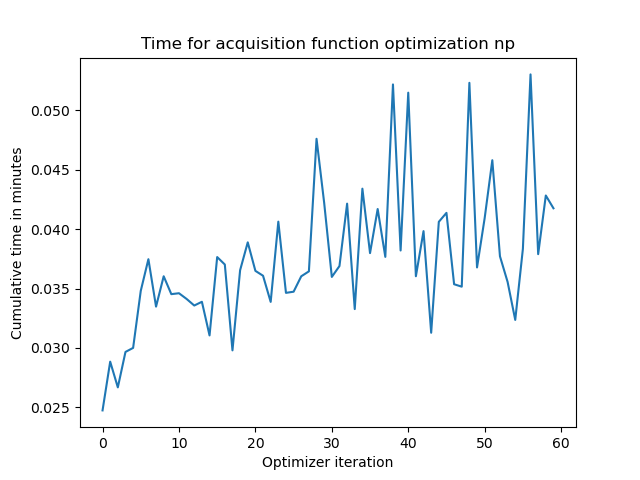 Time for acquisition function optimization np
Cumulative time in minutes
0.050
0.045
0.040
0.035
0.030
0.025
0 10 20 30 40 50 60
Optimizer iteration